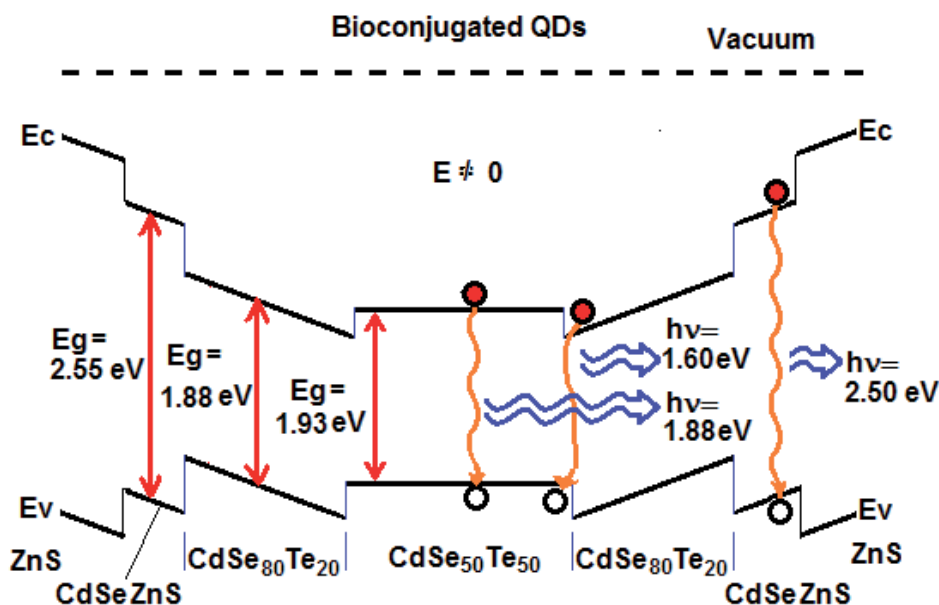 Bioconjugated QDs
Vacuum
Ec
Ec
E ≠ 0
Eg =
2.55 eV
Eg =
1.88 eV
Eg =
1.93 eV
hν=
1.60eV
hν=
1.88eV
hν=
2.50 eV
Ev
Ev
ZnS
CdSe80Te20
CdSe50Te50
CdSe80Te20
ZnS
CdSeZnS
CdSeZnS